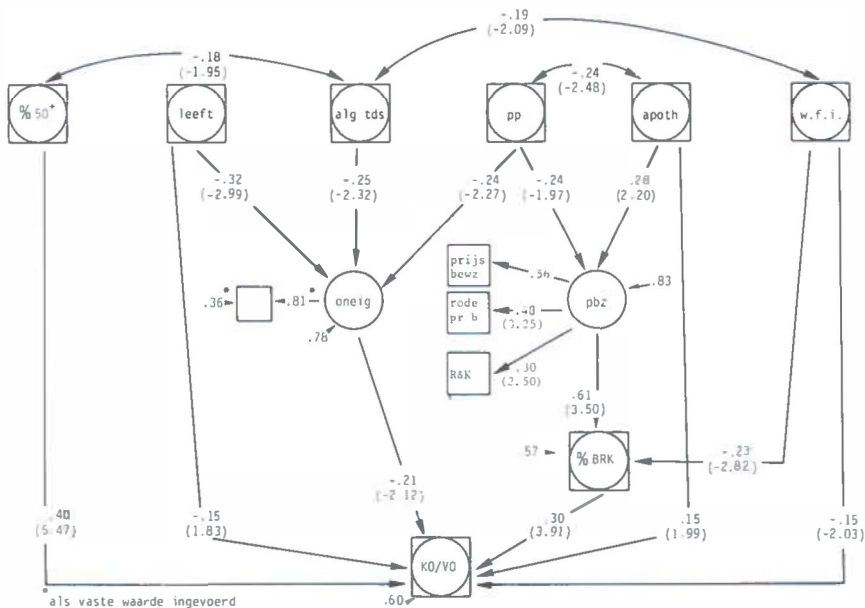 -.19
(-2.09)
-.18
(-1.95)
-.24
(-2.48)
% 50+
leeft
alg tds
pp
apoth
w.f.i.
-.32
(-2.99)
-.25
(-2.32)
-.24
(-2.27)
-.24
(-1.97)
.28
(2.20)
prijs
bewz
.56
.83
.36
.81
*
oneig
rode
pr b
.40
pbz
.78
R&K
.30
(2.50)
.61
(3.50)
.57
% BRK
-.23
(-2.82)
-.21
(-2.12)
.40
(5.47)
-.15
(1.83)
.30
(3.91)
.15
(1.99)
-.15
(-2.03)
KO/VO
* als vaste waarde ingevoerd
.60